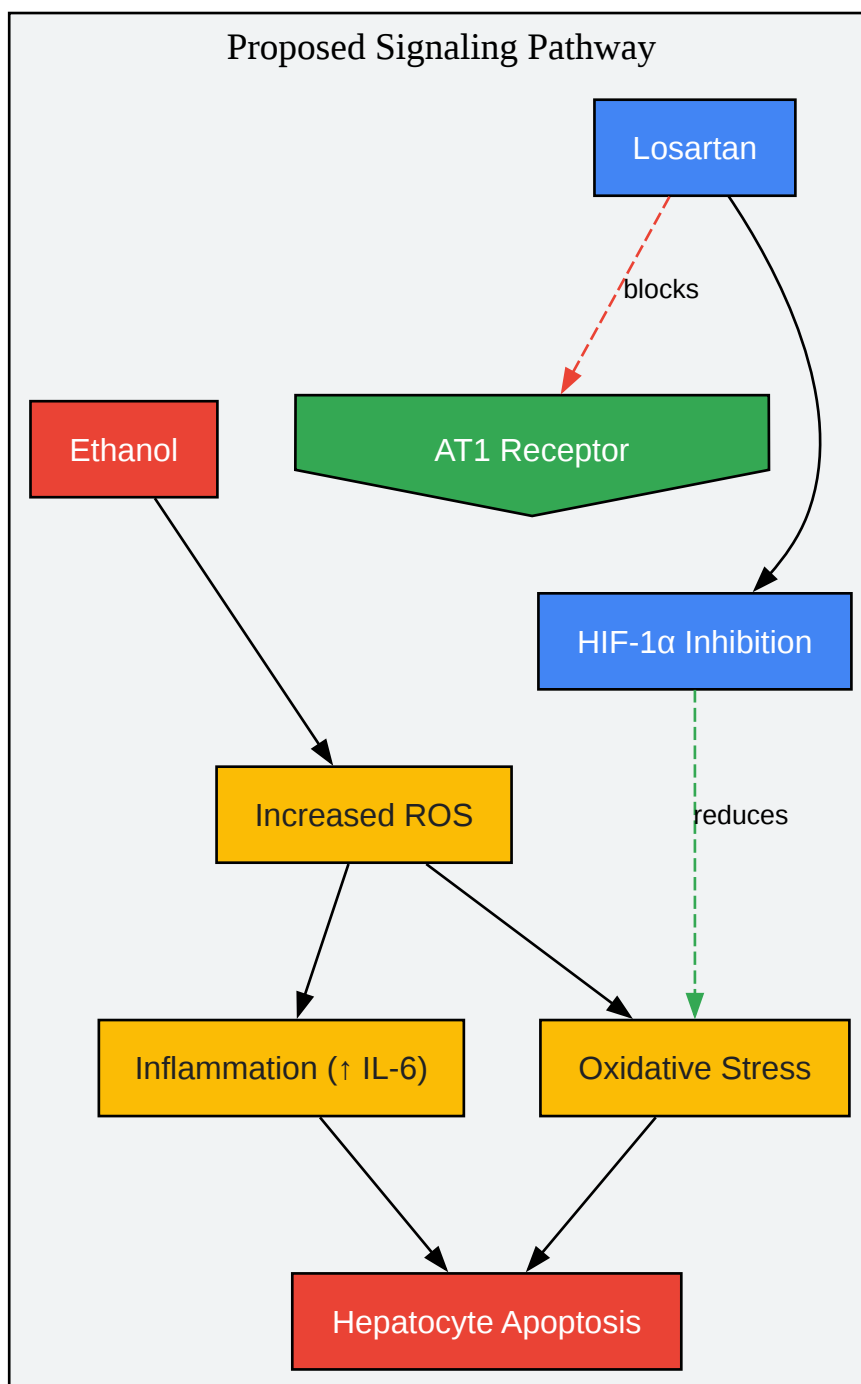 Proposed Signaling Pathway
Losartan
blocks
Ethanol
AT1 Receptor
HIF-1α Inhibition
Increased ROS
reduces
Inflammation (↑ IL-6)
Oxidative Stress
Hepatocyte Apoptosis